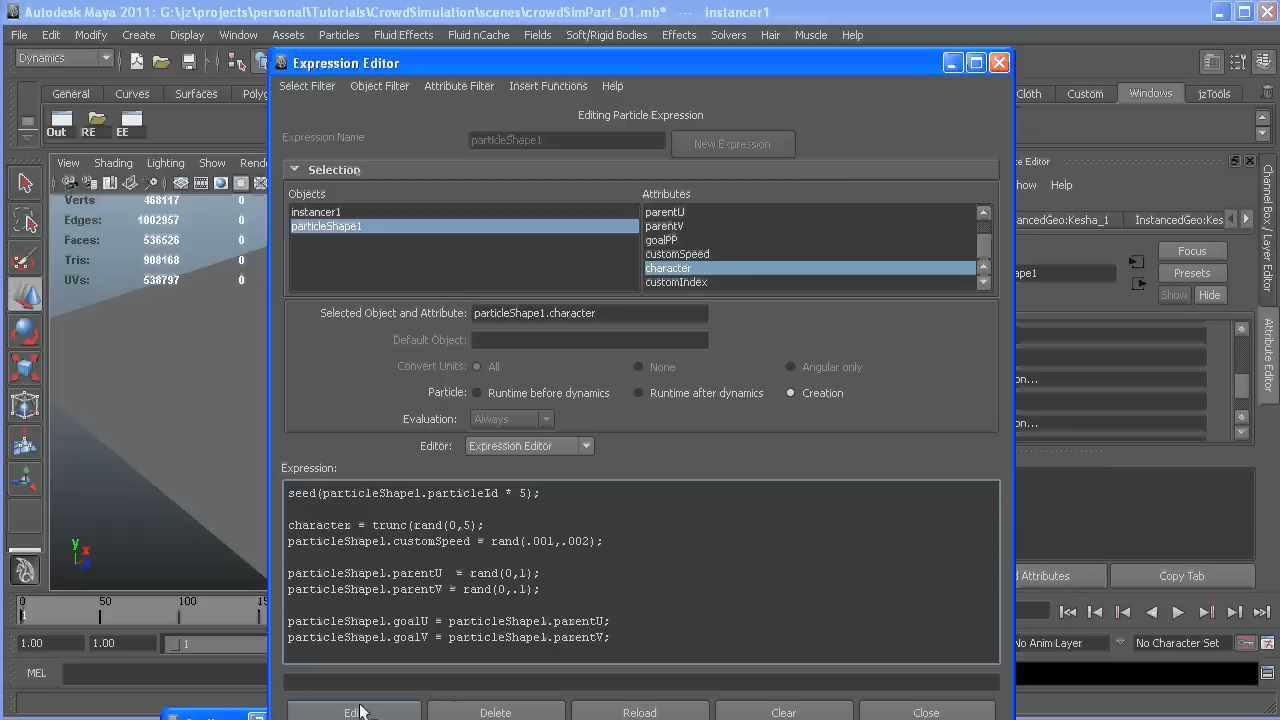 Autodesk Maya 2011: G:\jz\projects\personal\Tutorials\CrowdSimulation\scenes\crowdSimPart_01.mb* --- instancer1
File Edit Modify Create Display Window Assets Particles Fluid Effects Fluid nCache Fields Soft/Rigid Bodies Effects Solvers Hair Muscle Help
Dynamics
Expression Editor
Select Filter Object Filter Attribute Filter Insert Functions Help
General Curves Surfaces Polyg
Cloth Custom Windows jzTools
Out RE EE
Editing Particle Expression
Expression Name particleShape1 New Expression
View Shading Lighting Show Rende
Selection
Objects Attributes
instancer1
particleShape1
parentU
parentV
goalPP
customSpeed
character
customIndex
Verts 468117 0
Edges: 1002957 0
Faces: 536526 0
Tris: 908168 0
UVs: 538797 0
Selected Object and Attribute: particleShape1.character
Default Object:
Convert Units: All None Angular only
Particle: Runtime before dynamics Runtime after dynamics Creation
Evaluation: Always
Editor: Expression Editor
Expression:
seed(particleShape1.particleId * 5);
character = trunc(rand(0,5);
particleShape1.customSpeed = rand(.001,.002);
particleShape1.parentU = rand(0,1);
particleShape1.parentV = rand(0,.1);
particleShape1.goalU = particleShape1.parentU;
particleShape1.goalV = particleShape1.parentV;
Edit Delete Reload Clear Close
e Editor
how Help
ancedGeo:Kesha_1 InstancedGeo:Kes
ape1
Focus
Presets
Show Hide
on...
on...
d Attributes Copy Tab
Channel Box / Layer Editor
Attribute Editor
y x z
0 50 100 15
1
1.00 1.00 1
No Anim Layer No Character Set
MEL